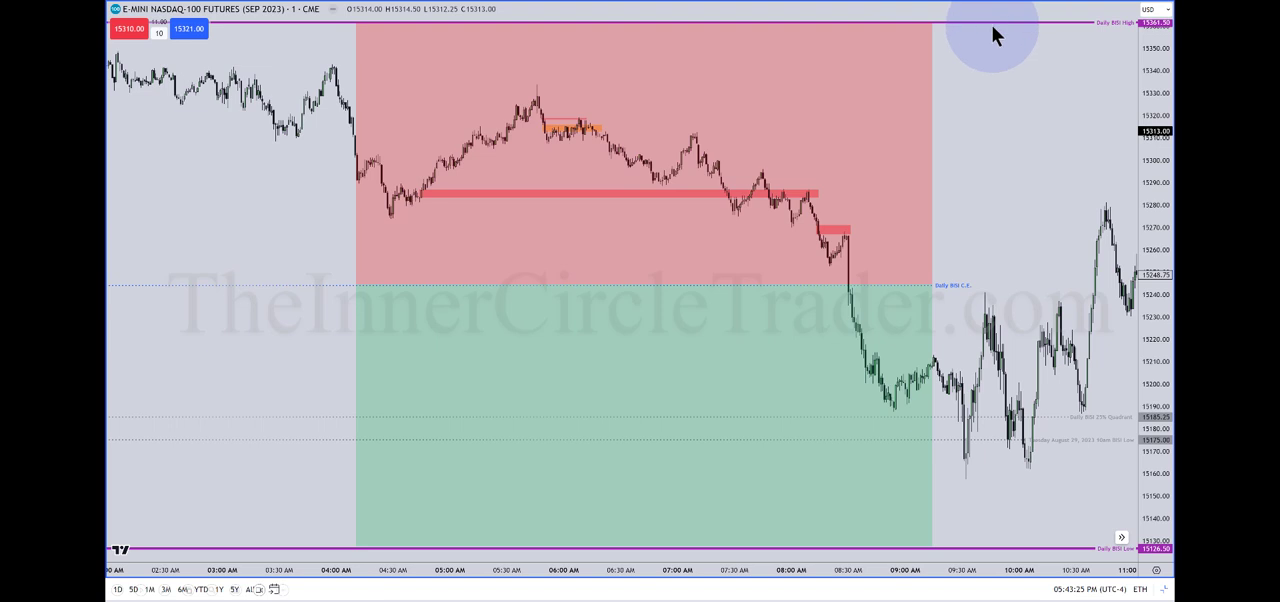 E-MINI NASDAQ-100 FUTURES (SEP 2023) · 1 · CME O15314.00 H15314.50 L15312.25 C15313.00
USD
15310.00 11.00 10 15321.00
Daily BISI High 15361.50
15350.00
15340.00
15330.00
15320.00
15313.00
15310.00
15300.00
15290.00
15280.00
15270.00
15260.00
15248.75
Daily BISI C.E.
15240.00
TheInnerCircleTrader.com
15230.00
15220.00
15210.00
15200.00
15190.00
Daily BISI 25% Quadrant 15185.25
15180.00
Tuesday August 29, 2023 10am BISI Low 15175.00
15170.00
15160.00
15150.00
15140.00
15130.00
Daily BISI Low 15126.50
AM 02:30 AM 03:00 AM 03:30 AM 04:00 AM 04:30 AM 05:00 AM 05:30 AM 06:00 AM 06:30 AM 07:00 AM 07:30 AM 08:00 AM 08:30 AM 09:00 AM 09:30 AM 10:00 AM 10:30 AM 11:00
1D 5D 1M 3M 6M YTD 1Y 5Y All 05:43:25 PM (UTC-4) ETH